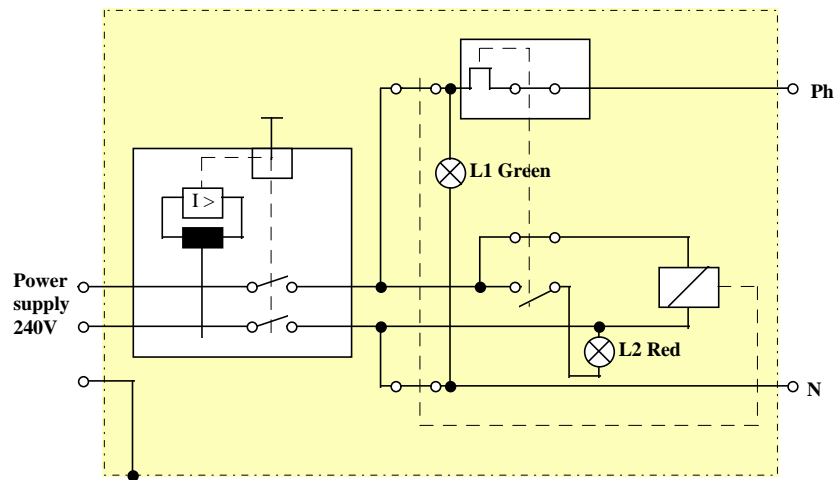 Ph
L1 Green
I >
Power
supply
240V
L2 Red
N